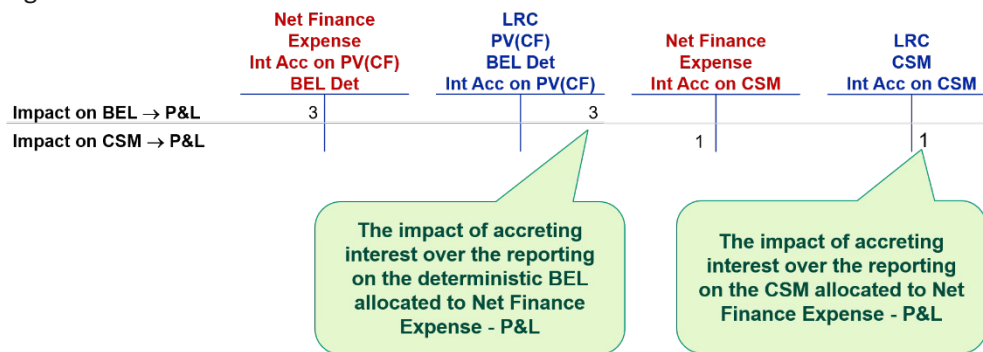 Net Finance
Expense
Int Acc on PV(CF)
BEL Det
LRC
PV(CF)
BEL Det
Int Acc on PV(CF)
Net Finance
Expense
Int Acc on CSM
LRC
CSM
Int Acc on CSM
Impact on BEL → P&L 3 3
Impact on CSM → P&L 1 1
The impact of accreting
interest over the reporting
on the deterministic BEL
allocated to Net Finance
Expense - P&L
The impact of accreting
interest over the reporting
on the CSM allocated to Net
Finance Expense - P&L